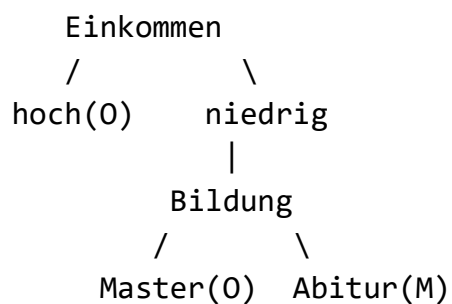 Einkommen
/ \
hoch(O) niedrig
|
Bildung
/ \
Master(O) Abitur(M)